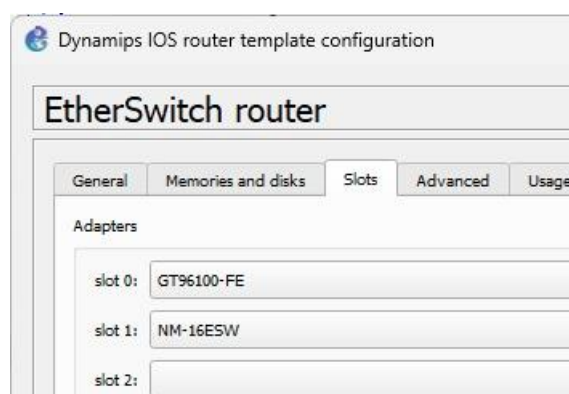 Dynamips IOS router template configuration
EtherSwitch router
General Memories and disks Slots Advanced Usage
Adapters
slot 0: GT96100-FE
slot 1: NM-16ESW
slot 2: